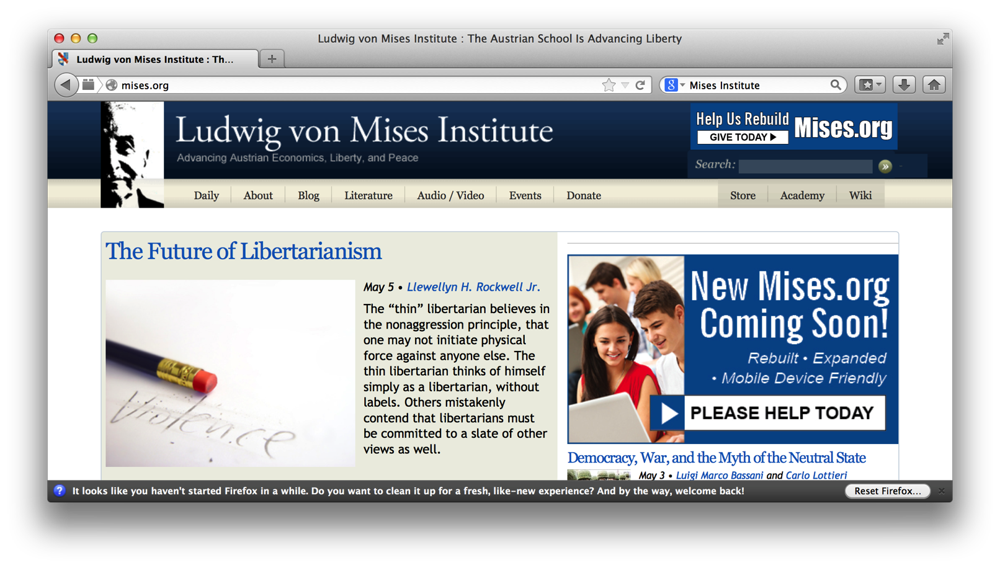 Ludwig von Mises Institute : The Austrian School Is Advancing Liberty
Ludwig von Mises Institute : Th...
mises.org
8 Mises Institute
Ludwig von Mises Institute
Advancing Austrian Economics, Liberty, and Peace
Help Us Rebuild
GIVE TODAY
Mises.org
Search:
Daily About Blog Literature Audio / Video Events Donate Store Academy Wiki
The Future of Libertarianism
May 5 • Llewellyn H. Rockwell Jr.
The “thin” libertarian believes in
the nonaggression principle, that
one may not initiate physical
force against anyone else. The
thin libertarian thinks of himself
simply as a libertarian, without
labels. Others mistakenly
contend that libertarians must
be committed to a slate of other
views as well.
Violence
New Mises.org
Coming Soon!
Rebuilt • Expanded
• Mobile Device Friendly
PLEASE HELP TODAY
Democracy, War, and the Myth of the Neutral State
May 3 • Luigi Marco Bassani and Carlo Lottieri
? It looks like you haven't started Firefox in a while. Do you want to clean it up for a fresh, like-new experience? And by the way, welcome back!
Reset Firefox...